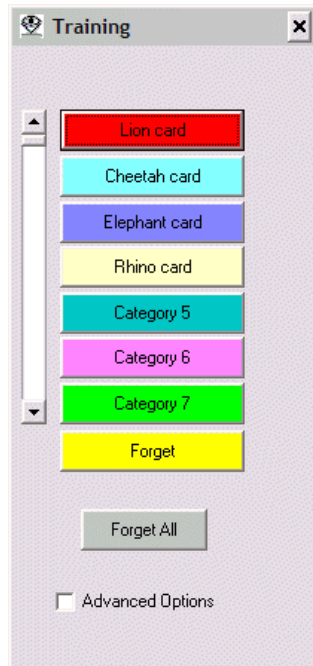 Training
Lion card
Cheetah card
Elephant card
Rhino card
Category 5
Category 6
Category 7
Forget
Forget All
Advanced Options